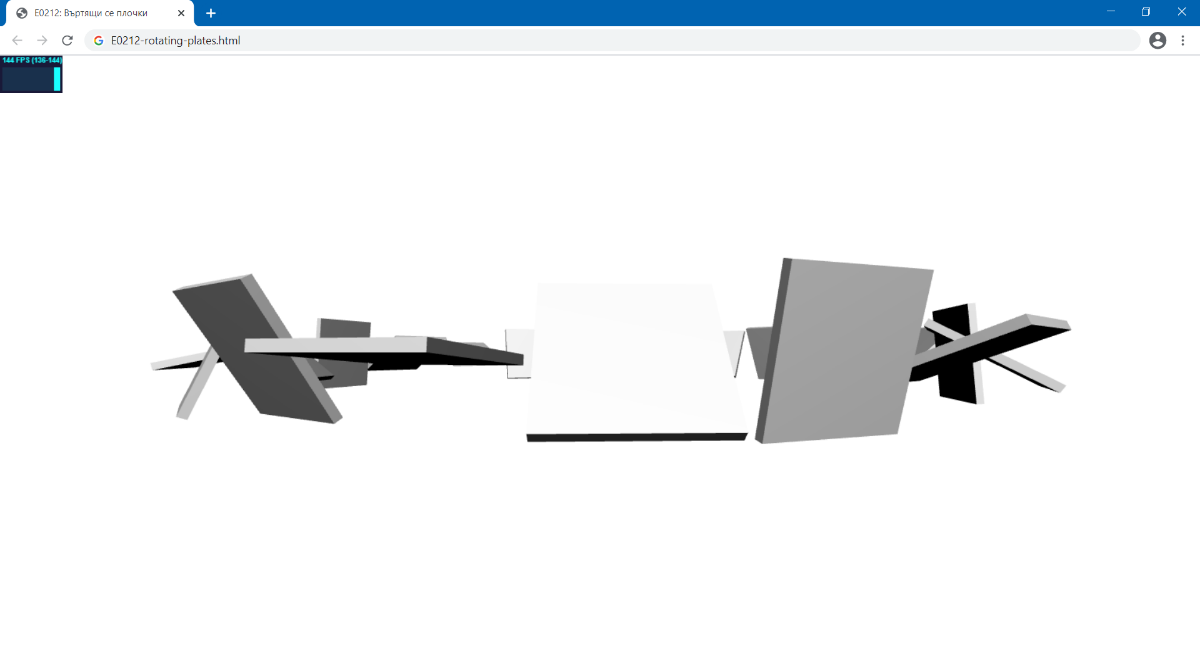 E0212: Въртящи се плочки
E0212-rotating-plates.html
144 FPS (136-144)